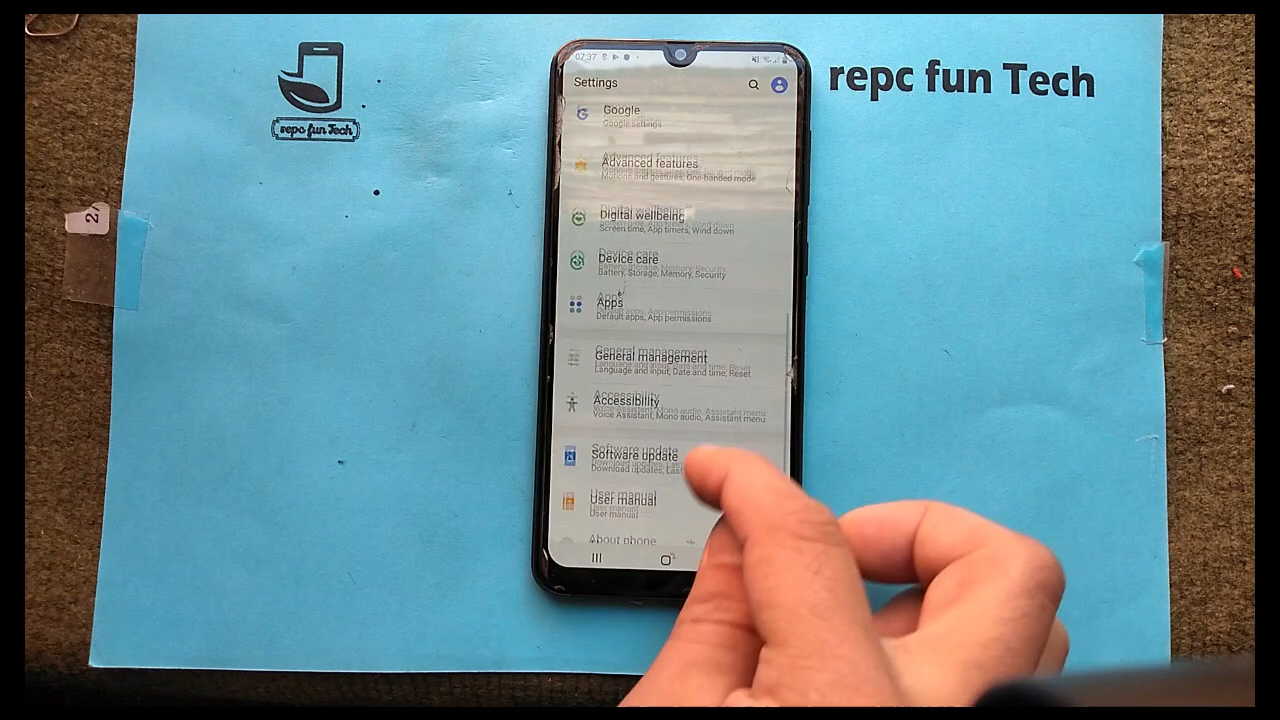 repc fun Tech
repc fun Tech
07:37
Settings
Google
Google settings
Advanced features
Motions and gestures, One-handed mode
Digital wellbeing
Screen time, App timers, Wind down
Device care
Battery, Storage, Memory, Security
Apps
Default apps, App permissions
General management
Language and input, Date and time, Reset
Accessibility
Voice Assistant, Mono audio, Assistant menu
Software update
Download updates, Last
User manual
User manual
About phone